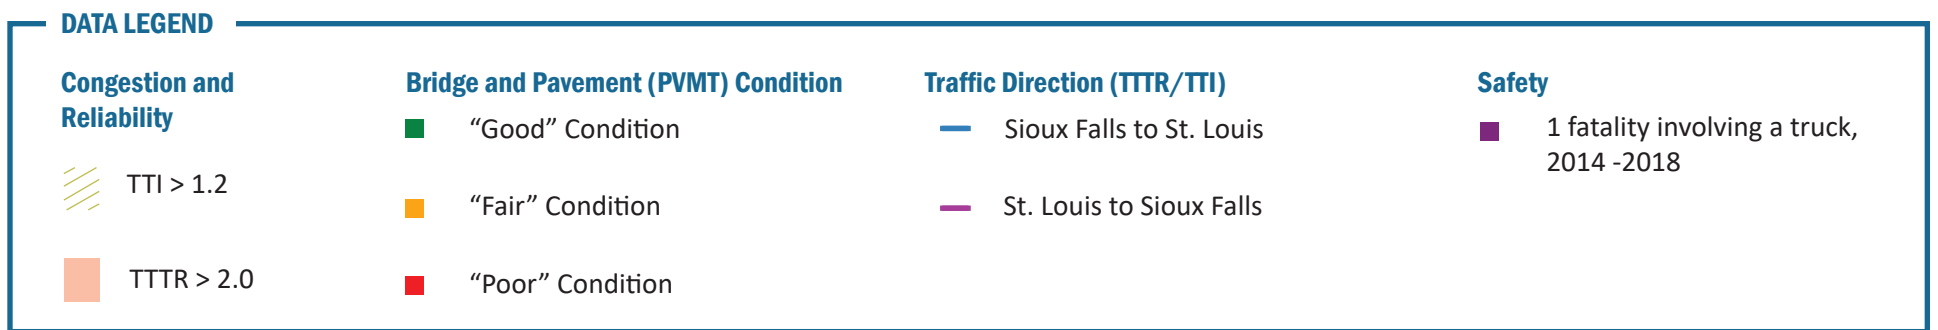 DATA LEGEND
Congestion and
Reliability
TTI > 1.2
TTTR > 2.0
Bridge and Pavement (PVMT) Condition
“Good” Condition
“Fair” Condition
“Poor” Condition
Traffic Direction (TTTR/TTI)
Sioux Falls to St. Louis
St. Louis to Sioux Falls
Safety
1 fatality involving a truck,
2014 -2018